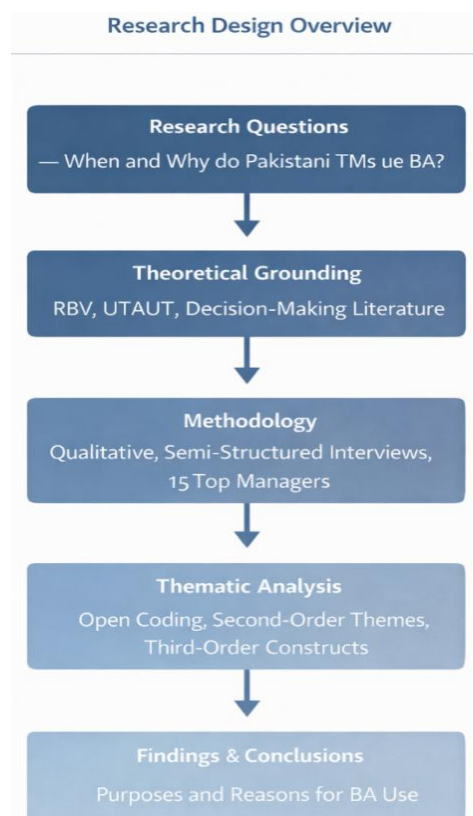 Research Design Overview
Research Questions
— When and Why do Pakistani TMs ue BA?
Theoretical Grounding
RBV, UTAUT, Decision-Making Literature
Methodology
Qualitative, Semi-Structured Interviews,
15 Top Managers
Thematic Analysis
Open Coding, Second-Order Themes,
Third-Order Constructs
Findings & Conclusions
Purposes and Reasons for BA Use